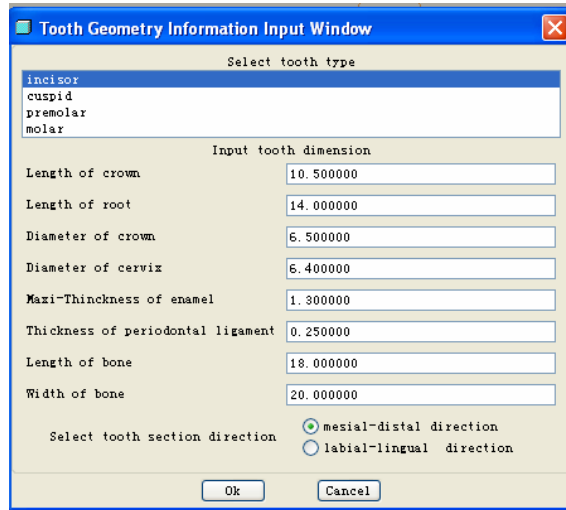 Tooth Geometry Information Input Window
Select tooth type
incisor
cuspid
premolar
molar
Input tooth dimension
Length of crown 10.500000
Length of root 14.000000
Diameter of crown 6.500000
Diameter of cervix 6.400000
Maxi-Thinckness of enamel 1.300000
Thickness of periodontal ligament 0.250000
Length of bone 18.000000
Width of bone 20.000000
Select tooth section direction
mesial-distal direction
labial-lingual direction
Ok Cancel